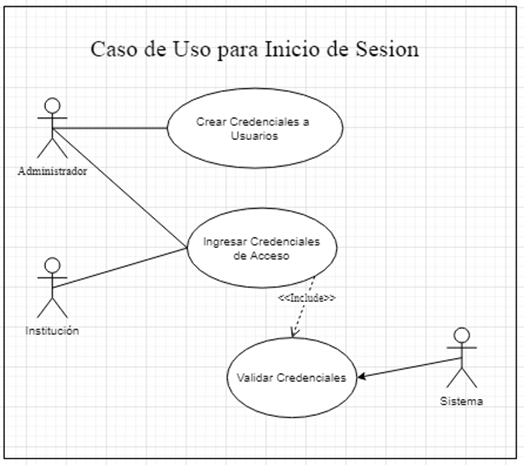 Caso de Uso para Inicio de Sesion
Crear Credenciales a
Usuarios
Administrador
Ingresar Credenciales
de Acceso
<<Include>>
Institución
Validar Credenciales
Sistema